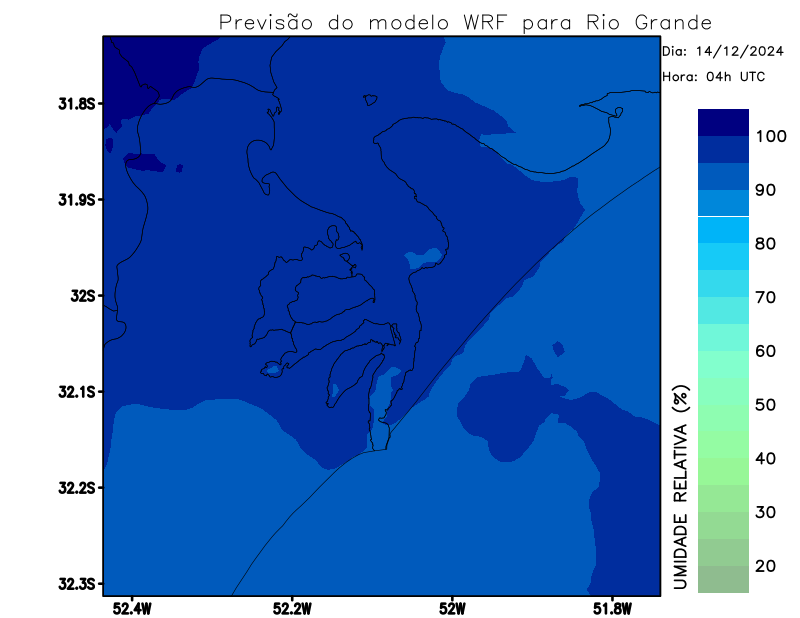 Previsão do modelo WRF para Rio Grande
Dia: 14/12/2024
Hora: 04h UTC
31.8S
31.9S
32S
32.1S
32.2S
32.3S
52.4W
52.2W
52W
51.8W
100
90
80
70
60
50
40
30
20
UMIDADE RELATIVA (%)